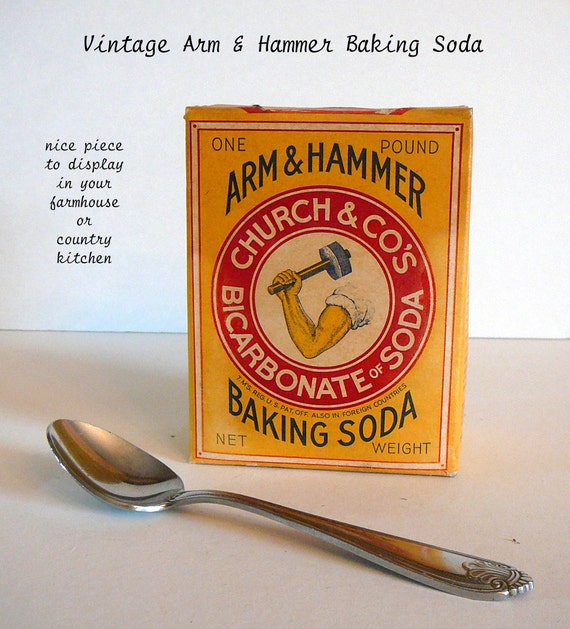 Vintage Arm & Hammer Baking Soda
nice piece
to display
in your
farmhouse
or
country
kitchen
ONE POUND
ARM & HAMMER
CHURCH & CO'S
BICARBONATE OF SODA
T.M'S. REG. U.S. PAT. OFF. ALSO IN FOREIGN COUNTRIES
BAKING SODA
NET WEIGHT